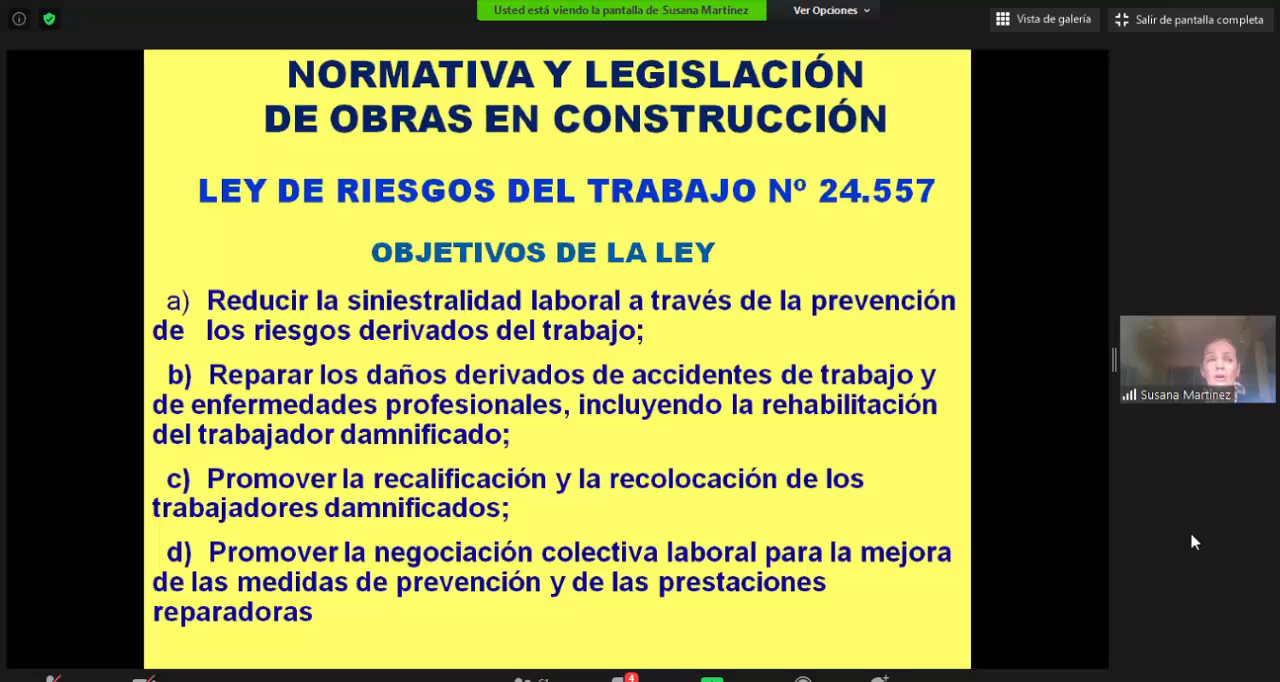 Usted está viendo la pantalla de Susana Martinez
Ver Opciones
Vista de galería
Salir de pantalla completa
NORMATIVA Y LEGISLACIÓN
DE OBRAS EN CONSTRUCCIÓN
LEY DE RIESGOS DEL TRABAJO Nº 24.557
OBJETIVOS DE LA LEY
a) Reducir la siniestralidad laboral a través de la prevención
de los riesgos derivados del trabajo;
b) Reparar los daños derivados de accidentes de trabajo y
de enfermedades profesionales, incluyendo la rehabilitación
del trabajador damnificado;
c) Promover la recalificación y la recolocación de los
trabajadores damnificados;
d) Promover la negociación colectiva laboral para la mejora
de las medidas de prevención y de las prestaciones
reparadoras
Susana Martinez
4